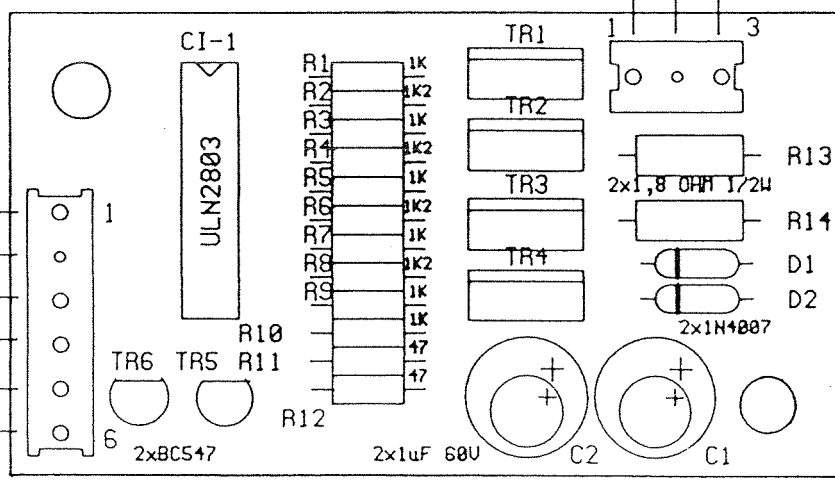 CI-1
ULN2803
R1 1K
R2 1K2
R3 1K
R4 1K2
R5 1K
R6 1K2
R7 1K
R8 1K2
R9 1K
R10 1K
R11 47
R12 47
TR1
TR2
TR3
TR4
1 3
R13
2x1,8 OHM 1/2W
R14
D1
D2
2x1N4007
1
6
TR6 TR5
2xBC547
2x1uF 60V
C2 C1